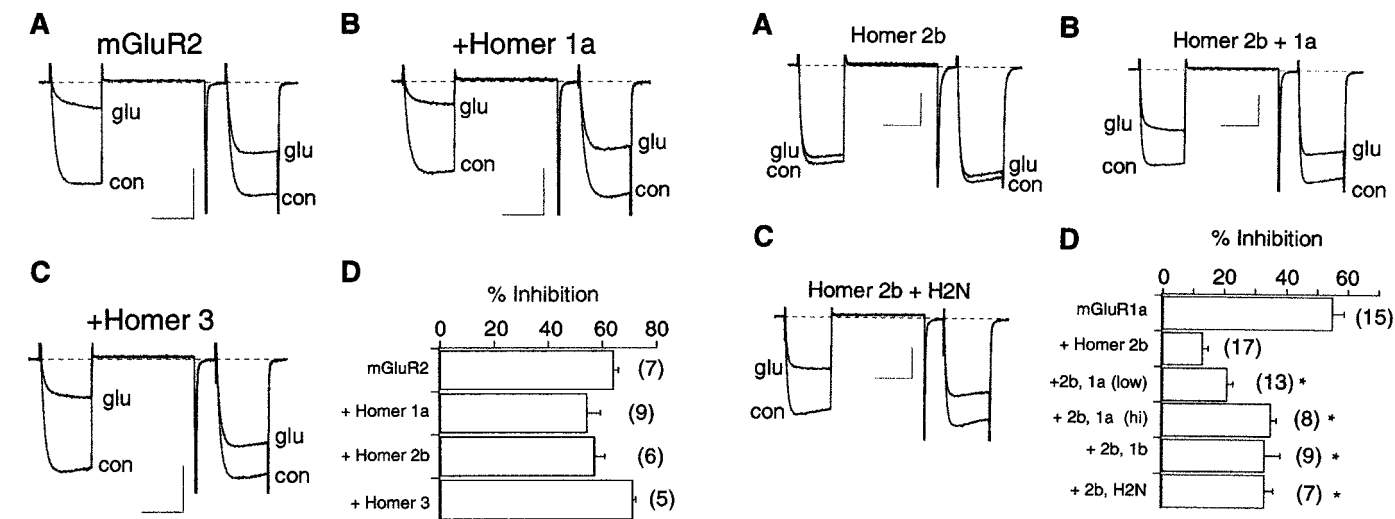 A
mGluR2
glu
con
glu
con
B
+Homer 1a
glu
con
glu
con
C
+Homer 3
glu
con
glu
con
D
% Inhibition
0 20 40 60 80
mGluR2 (7)
+ Homer 1a (9)
+ Homer 2b (6)
+ Homer 3 (5)
A
Homer 2b
glu
con
glu
con
B
Homer 2b + 1a
glu
con
glu
con
C
Homer 2b + H2N
glu
con
D
% Inhibition
0 20 40 60
mGluR1a (15)
+ Homer 2b (17)
+2b, 1a (low) (13) *
+ 2b, 1a (hi) (8) *
+ 2b, 1b (9) *
+ 2b, H2N (7) *